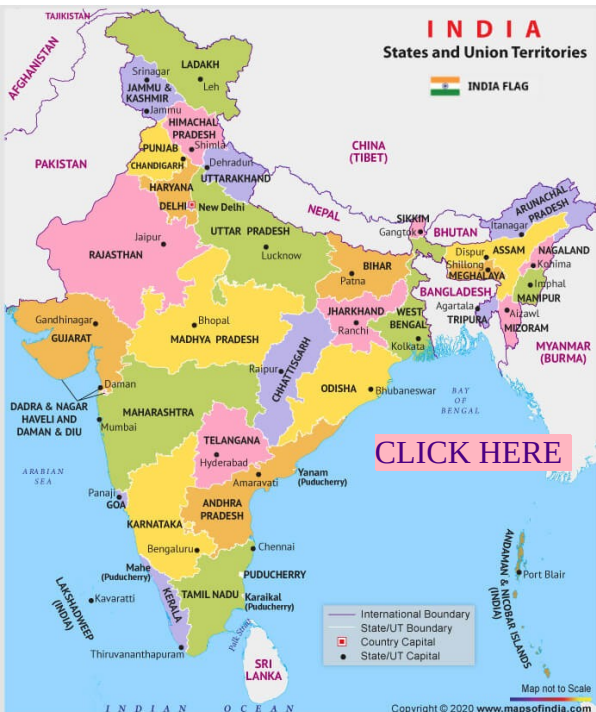 TAJIKISTAN
INDIA
States and Union Territories
INDIA FLAG
AFGHANISTAN
LADAKH
Srinagar
Leh
JAMMU &
KASHMIR
Jammu
HIMACHAL
PRADESH
Shimla
CHINA
(TIBET)
PAKISTAN
PUNJAB
CHANDIGARH
Dehradun
UTTARAKHAND
HARYANA
DELHI
New Delhi
NEPAL
SIKKIM
Gangtok
BHUTAN
ARUNACHAL
PRADESH
Itanagar
Jaipur
RAJASTHAN
UTTAR PRADESH
Lucknow
BIHAR
Patna
Dispur
ASSAM
NAGALAND
Shillong
Kohima
MEGHALAYA
Imphal
MANIPUR
BANGLADESH
Agartala
TRIPURA
Aizawl
MIZORAM
MYANMAR
(BURMA)
Gandhinagar
GUJARAT
Bhopal
MADHYA PRADESH
JHARKHAND
Ranchi
WEST
BENGAL
Kolkata
Raipur
CHHATTISGARH
ODISHA
Bhubaneswar
BAY
OF
BENGAL
Daman
DADRA & NAGAR
HAVELI AND
DAMAN & DIU
MAHARASHTRA
Mumbai
TELANGANA
Hyderabad
CLICK HERE
ARABIAN
SEA
Yanam
(Puducherry)
Amaravati
Panaji
GOA
ANDHRA
PRADESH
KARNATAKA
Bengaluru
Chennai
Mahe
(Puducherry)
PUDUCHERRY
TAMIL NADU
Karaikal
(Puducherry)
KERALA
LAKSHADWEEP
(INDIA)
Kavaratti
Thiruvananthapuram
Palk Strait
SRI
LANKA
ANDAMAN & NICOBAR ISLANDS
(INDIA)
Port Blair
International Boundary
State/UT Boundary
Country Capital
State/UT Capital
Map not to Scale
INDIAN OCEAN
Copyright © 2020 www.mapsofindia.com